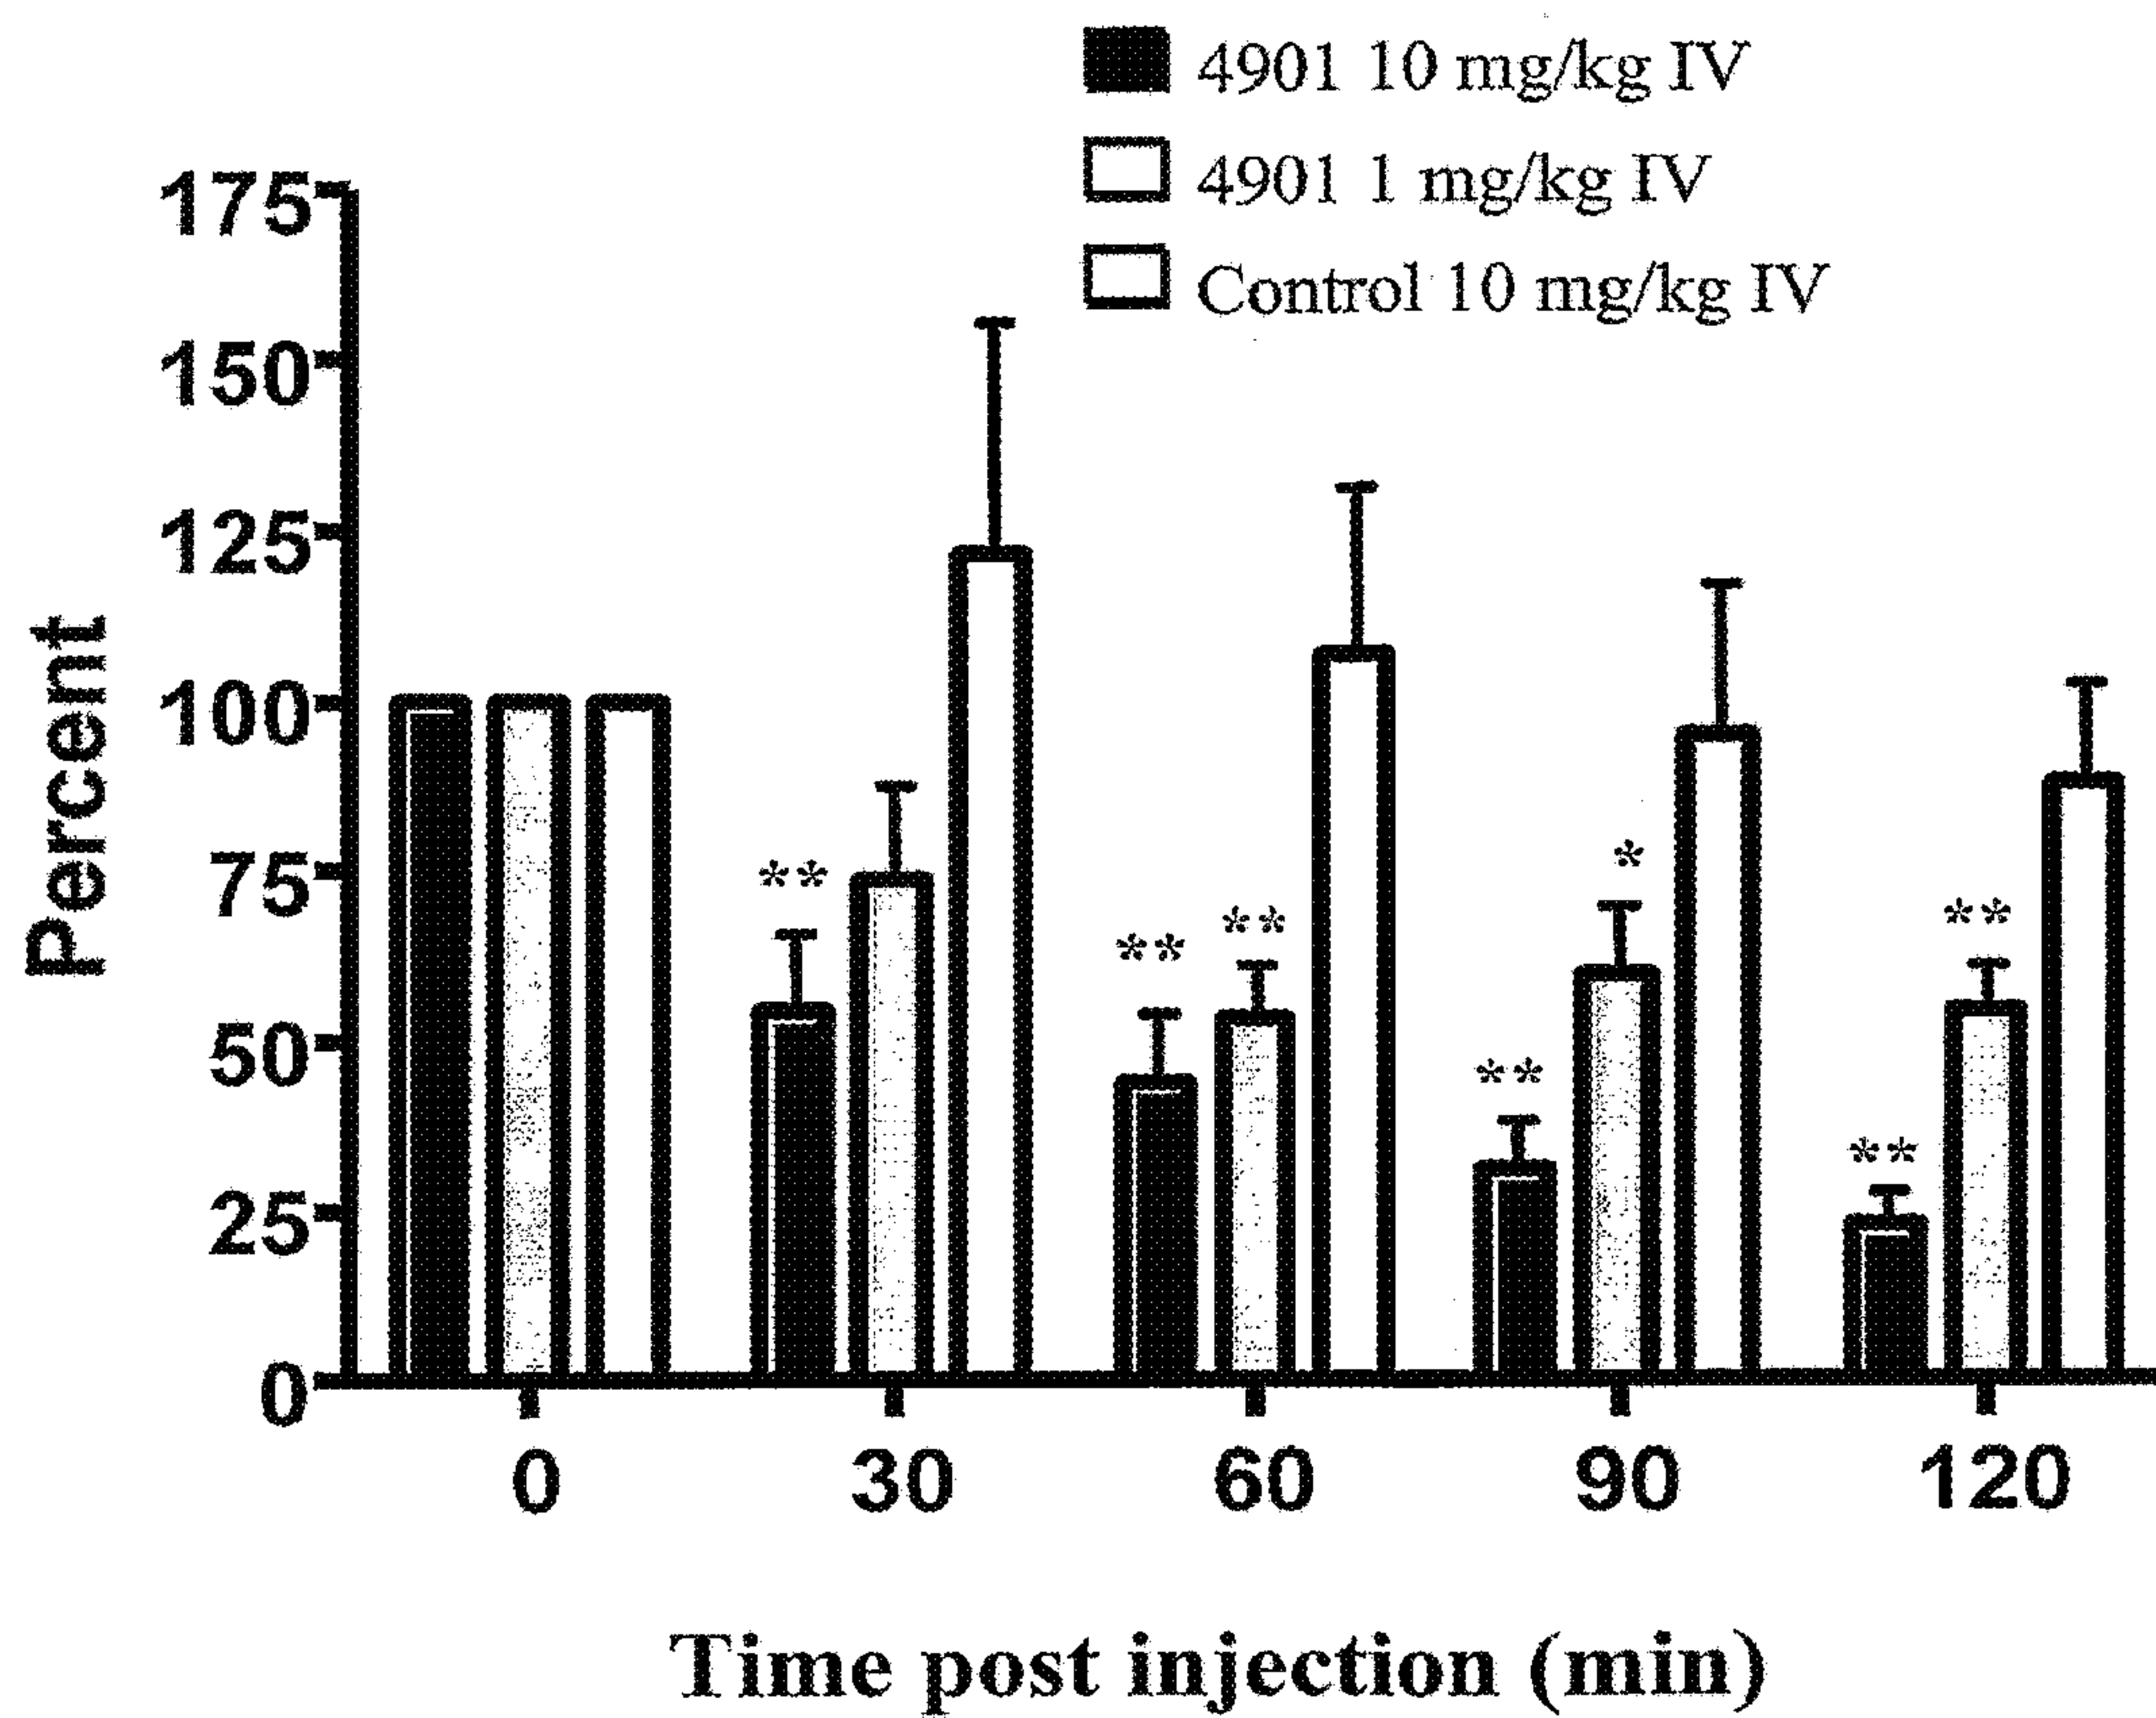 4901 10 mg/kg IV
4901 1 mg/kg IV
Control 10 mg/kg IV
175
150
125
100
75
50
25
0
Percent
**
**
**
**
*
**
**
0 30 60 90 120
Time post injection (min)